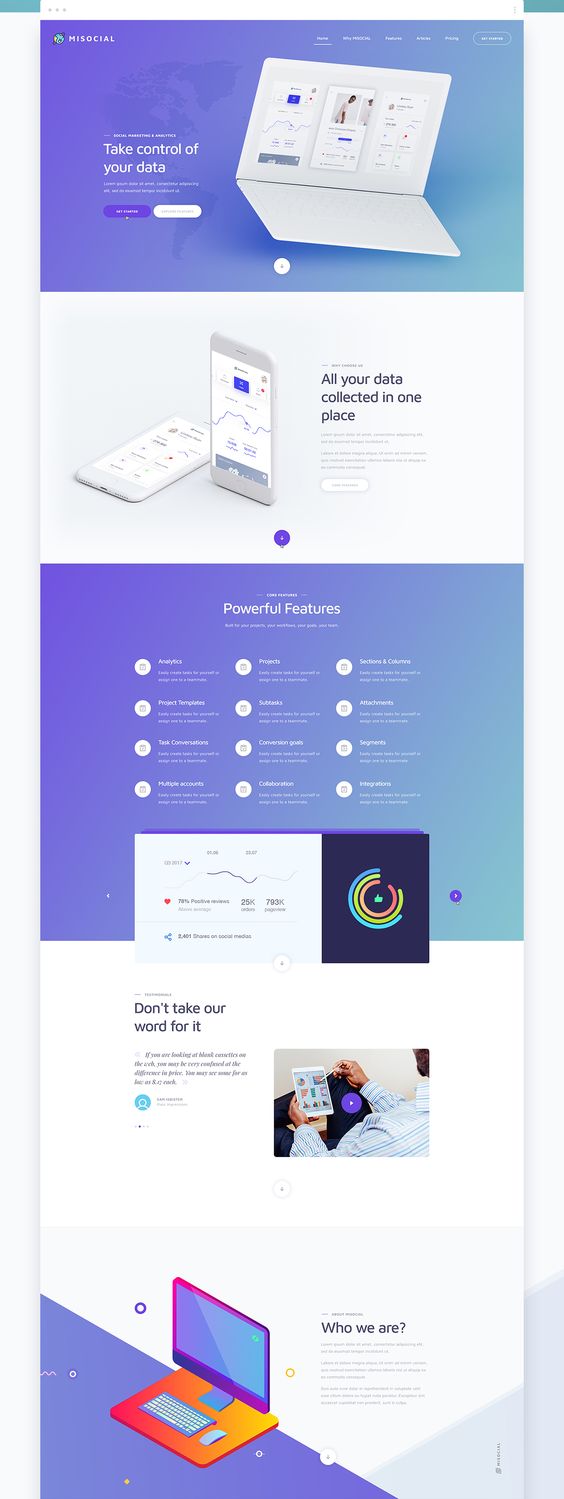 MISOCIAL
Home Why MISOCIAL Features Articles Pricing GET STARTED
SOCIAL MARKETING & ANALYTICS
Take control of
your data
Lorem ipsum dolor sit amet, consectetur adipiscing
elit, sed do eiusmod tempor incididunt ut.
GET STARTED EXPLORE FEATURES
WHY CHOOSE US
All your data
collected in one
place
Lorem ipsum dolor sit amet, consectetur adipiscing elit,
sed do eiusmod tempor incididunt ut.
Labore et dolore magna aliqua. Ut enim ad minim veniam,
quis nostrud exercitation ullamco laboris nisi ut aliquip ex
ea commodo consequat.
CORE FEATURES
CORE FEATURES
Powerful Features
Built for your projects, your workflows, your goals, your team.
Analytics
Easily create tasks for yourself or
assign one to a teammate.
Projects
Easily create tasks for yourself or
assign one to a teammate.
Sections & Columns
Easily create tasks for yourself or
assign one to a teammate.
Project Templates
Easily create tasks for yourself or
assign one to a teammate.
Subtasks
Easily create tasks for yourself or
assign one to a teammate.
Attachments
Easily create tasks for yourself or
assign one to a teammate.
Task Conversations
Easily create tasks for yourself or
assign one to a teammate.
Conversion goals
Easily create tasks for yourself or
assign one to a teammate.
Segments
Easily create tasks for yourself or
assign one to a teammate.
Multiple accounts
Easily create tasks for yourself or
assign one to a teammate.
Collaboration
Easily create tasks for yourself or
assign one to a teammate.
Integrations
Easily create tasks for yourself or
assign one to a teammate.
01.06 23.07
Q3 2017
78% Positive reviews
Above average
25K
orders
793K
pageview
2,401 Shares on social medias
TESTIMONIALS
Don't take our
word for it
If you are looking at blank cassettes on
the web, you may be very confused at the
difference in price. You may see some for as
low as $.17 each.
SAM NGISTER
ABOUT MISOCIAL
Who we are?
Lorem ipsum dolor sit amet, consectetur adipiscing elit,
sed do eiusmod tempor incididunt ut.
Labore et dolore magna aliqua. Ut enim ad minim veniam,
quis nostrud exercitation ullamco laboris nisi ut aliquip ex
ea commodo consequat.
Duis aute irure dolor in reprehenderit in voluptate velit
esse cillum dolore eu fugiat nulla pariatur. Excepteur sint
occaecat cupidatat non proident, sunt in culpa.
MISOCIAL